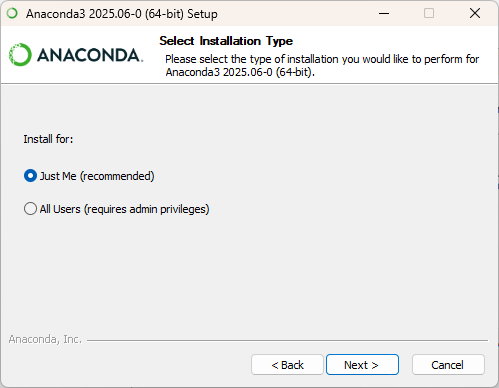 Anaconda3 2025.06-0 (64-bit) Setup
ANACONDA.
Select Installation Type
Please select the type of installation you would like to perform for
Anaconda3 2025.06-0 (64-bit).
Install for:
Just Me (recommended)
All Users (requires admin privileges)
Anaconda, Inc.
< Back
Next >
Cancel